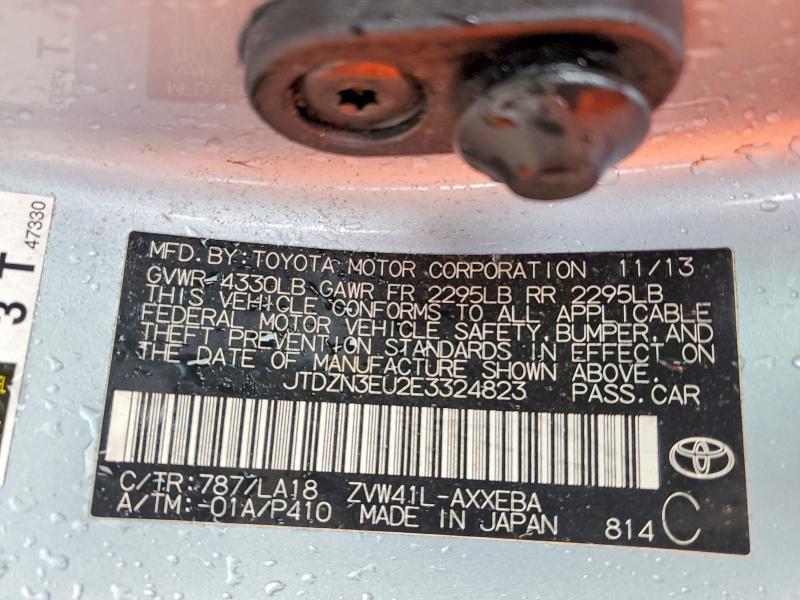 MFD.BY: TOYOTA MOTOR CORPORATION 11/13
GVWR 4330LB GAWR FR 2295LB RR 2295LB
THIS VEHICLE CONFORMS TO ALL APPLICABLE
FEDERAL MOTOR VEHICLE SAFETY, BUMPER, AND
THEFT PREVENTION STANDARDS IN EFFECT ON
THE DATE OF MANUFACTURE SHOWN ABOVE.
JTDZN3EU2E3324823 PASS.CAR
C/TR:7877/LA18 ZVW41L-AXXEBA
A/TM:-01A/P410 MADE IN JAPAN 814 C
3 T
47330